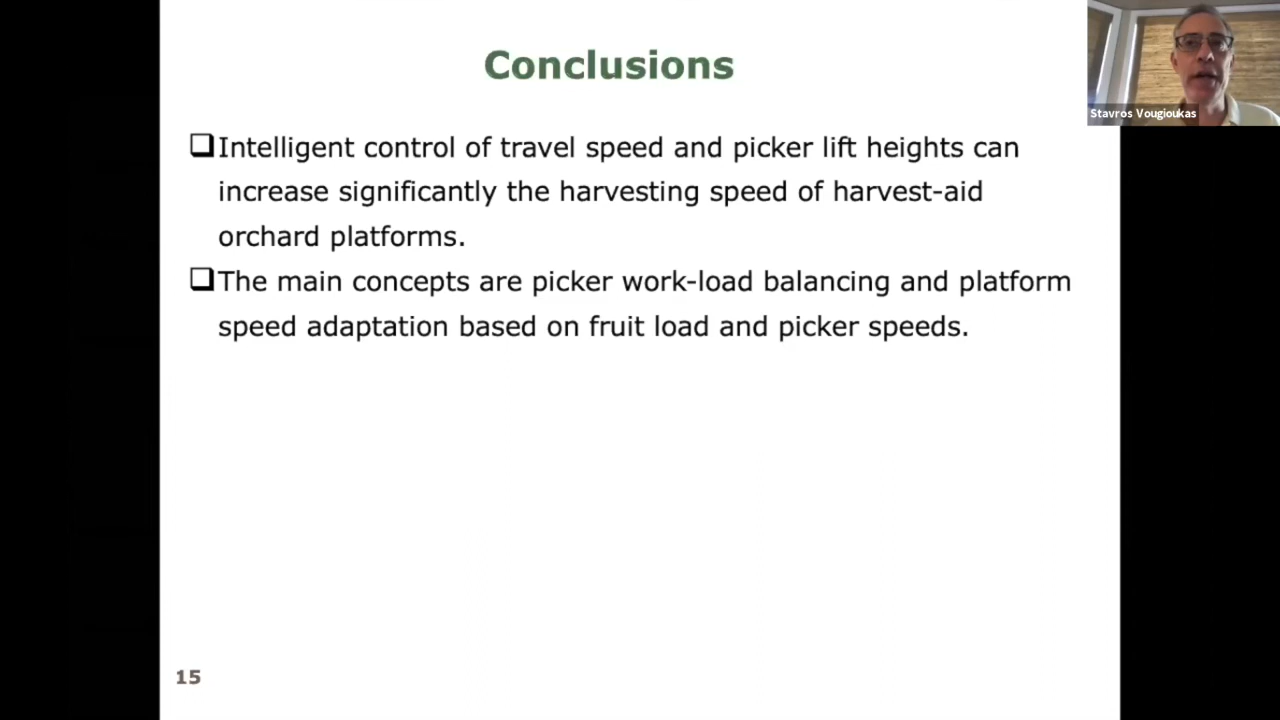 Conclusions
Stavros Vougioukas
❑Intelligent control of travel speed and picker lift heights can
increase significantly the harvesting speed of harvest-aid
orchard platforms.
❑The main concepts are picker work-load balancing and platform
speed adaptation based on fruit load and picker speeds.
15